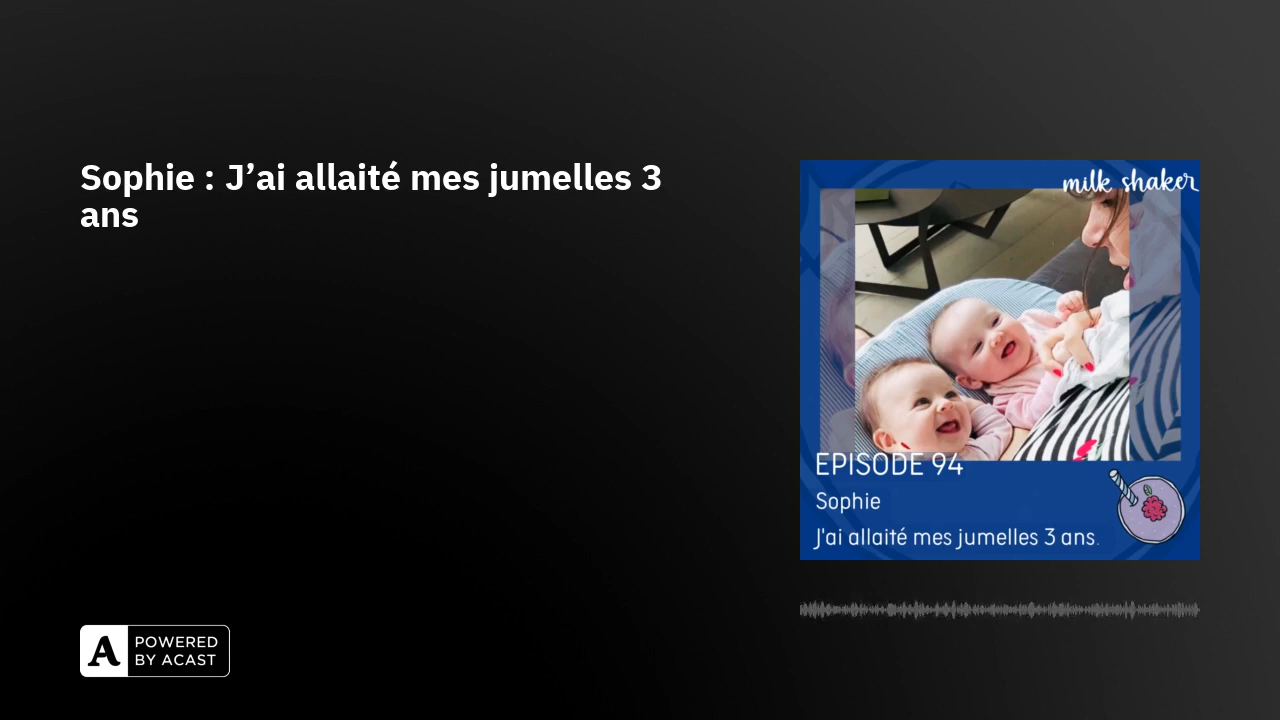 Sophie : J’ai allaité mes jumelles 3
ans
milk shaker
EPISODE 94
Sophie
J'ai allaité mes jumelles 3 ans.
A
POWERED
BY ACAST